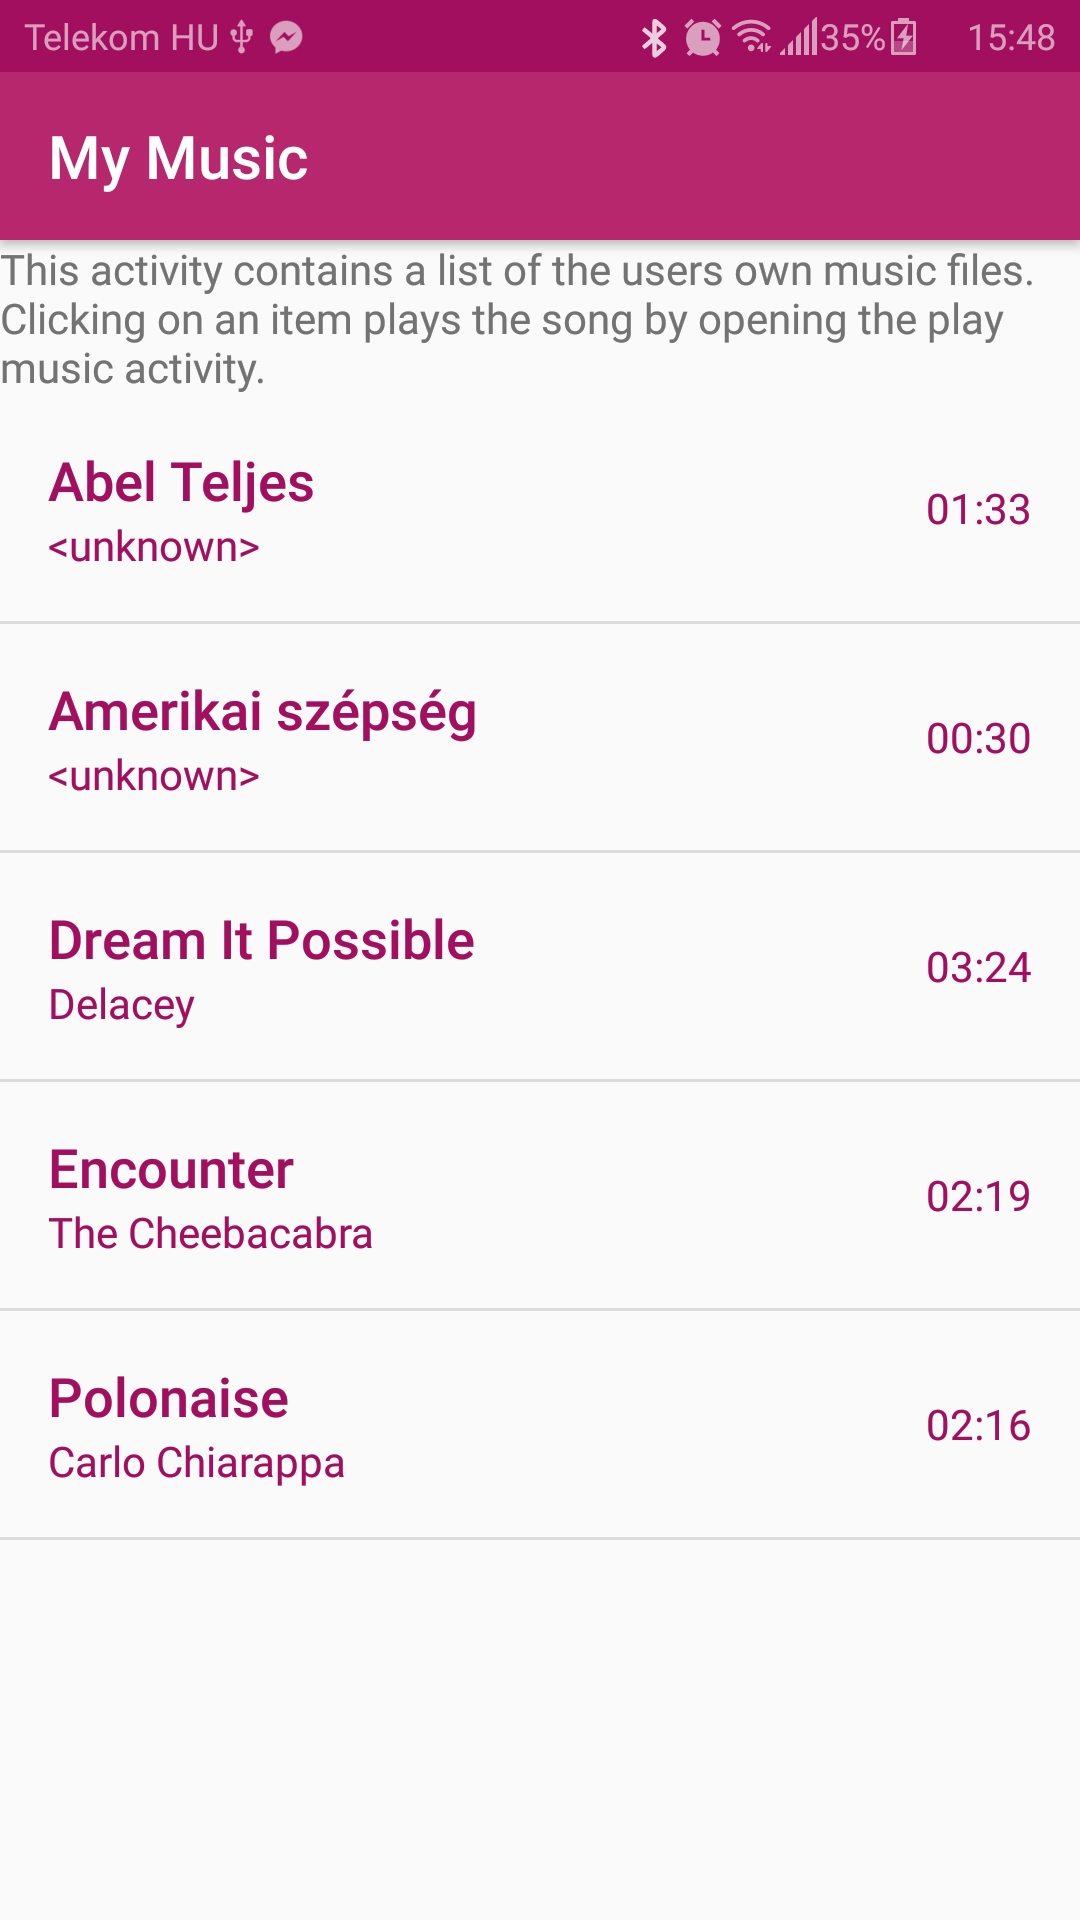 Telekom HU 35% 15:48
My Music
This activity contains a list of the users own music files.
Clicking on an item plays the song by opening the play
music activity.
Abel Teljes
01:33
<unknown>
Amerikai szépség
00:30
<unknown>
Dream It Possible
03:24
Delacey
Encounter
02:19
The Cheebacabra
Polonaise
02:16
Carlo Chiarappa